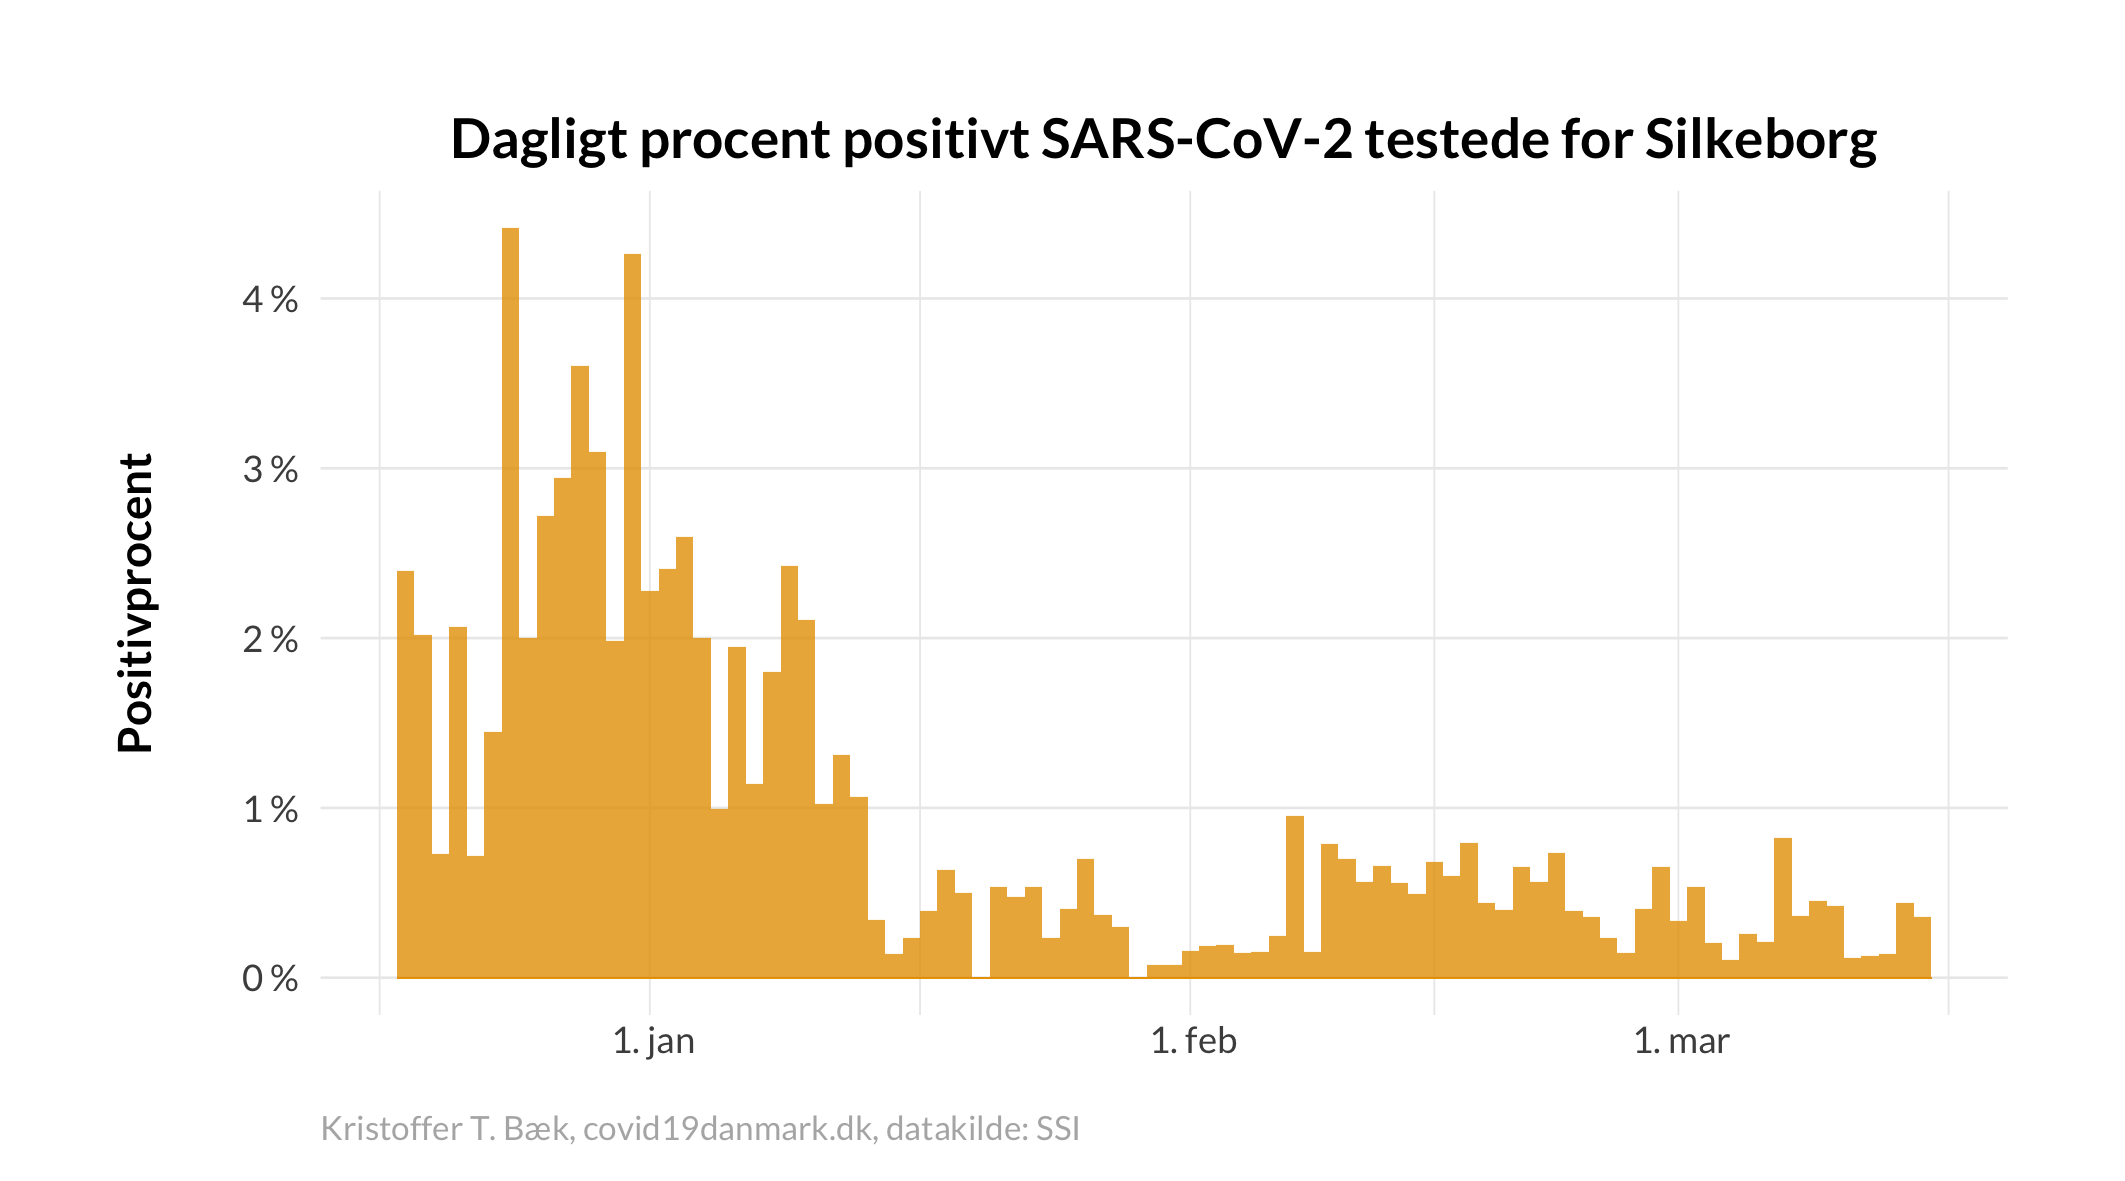 Dagligt procent positivt SARS-CoV-2 testede for Silkeborg
Positivprocent
4 %
3 %
2 %
1 %
0 %
1. jan
1. feb
1. mar
Kristoffer T. Bæk, covid19danmark.dk, datakilde: SSI